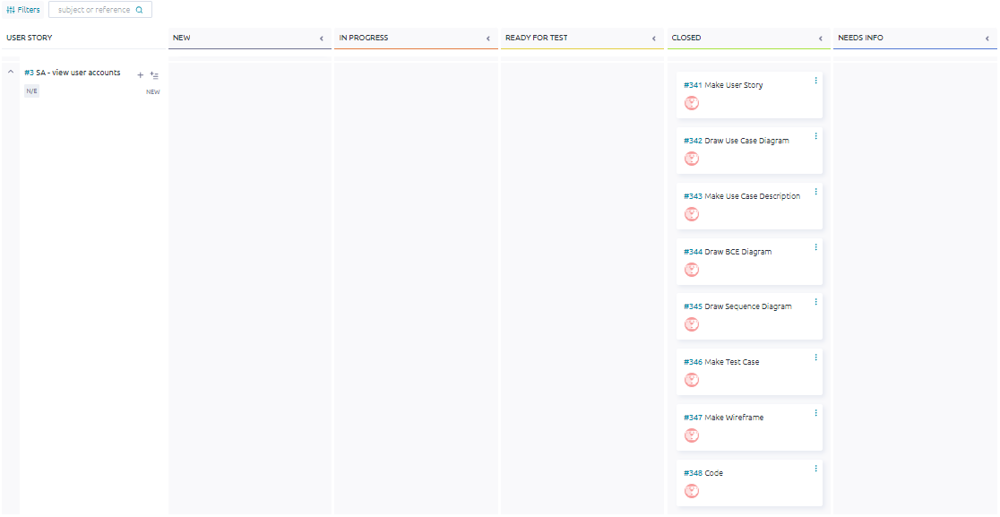 Filters subject or reference
USER STORY NEW IN PROGRESS READY FOR TEST CLOSED NEEDS INFO
#3 SA - view user accounts
N/E NEW
#341 Make User Story
#342 Draw Use Case Diagram
#343 Make Use Case Description
#344 Draw BCE Diagram
#345 Draw Sequence Diagram
#346 Make Test Case
#347 Make Wireframe
#348 Code